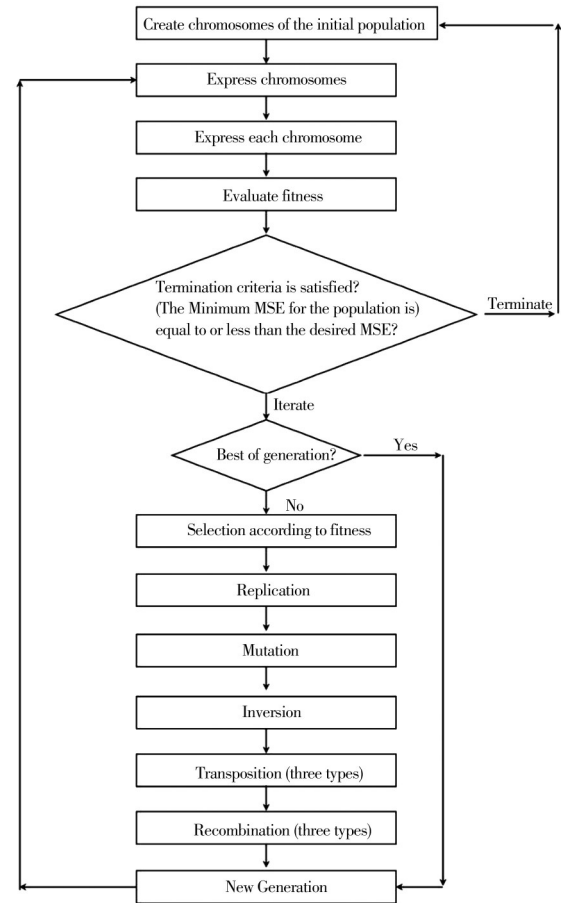 Create chromosomes of the initial population
Express chromosomes
Express each chromosome
Evaluate fitness
Termination criteria is satisfied?
(The Minimum MSE for the population is)
equal to or less than the desired MSE?
Terminate
Iterate
Best of generation?
Yes
No
Selection according to fitness
Replication
Mutation
Inversion
Transposition (three types)
Recombination (three types)
New Generation